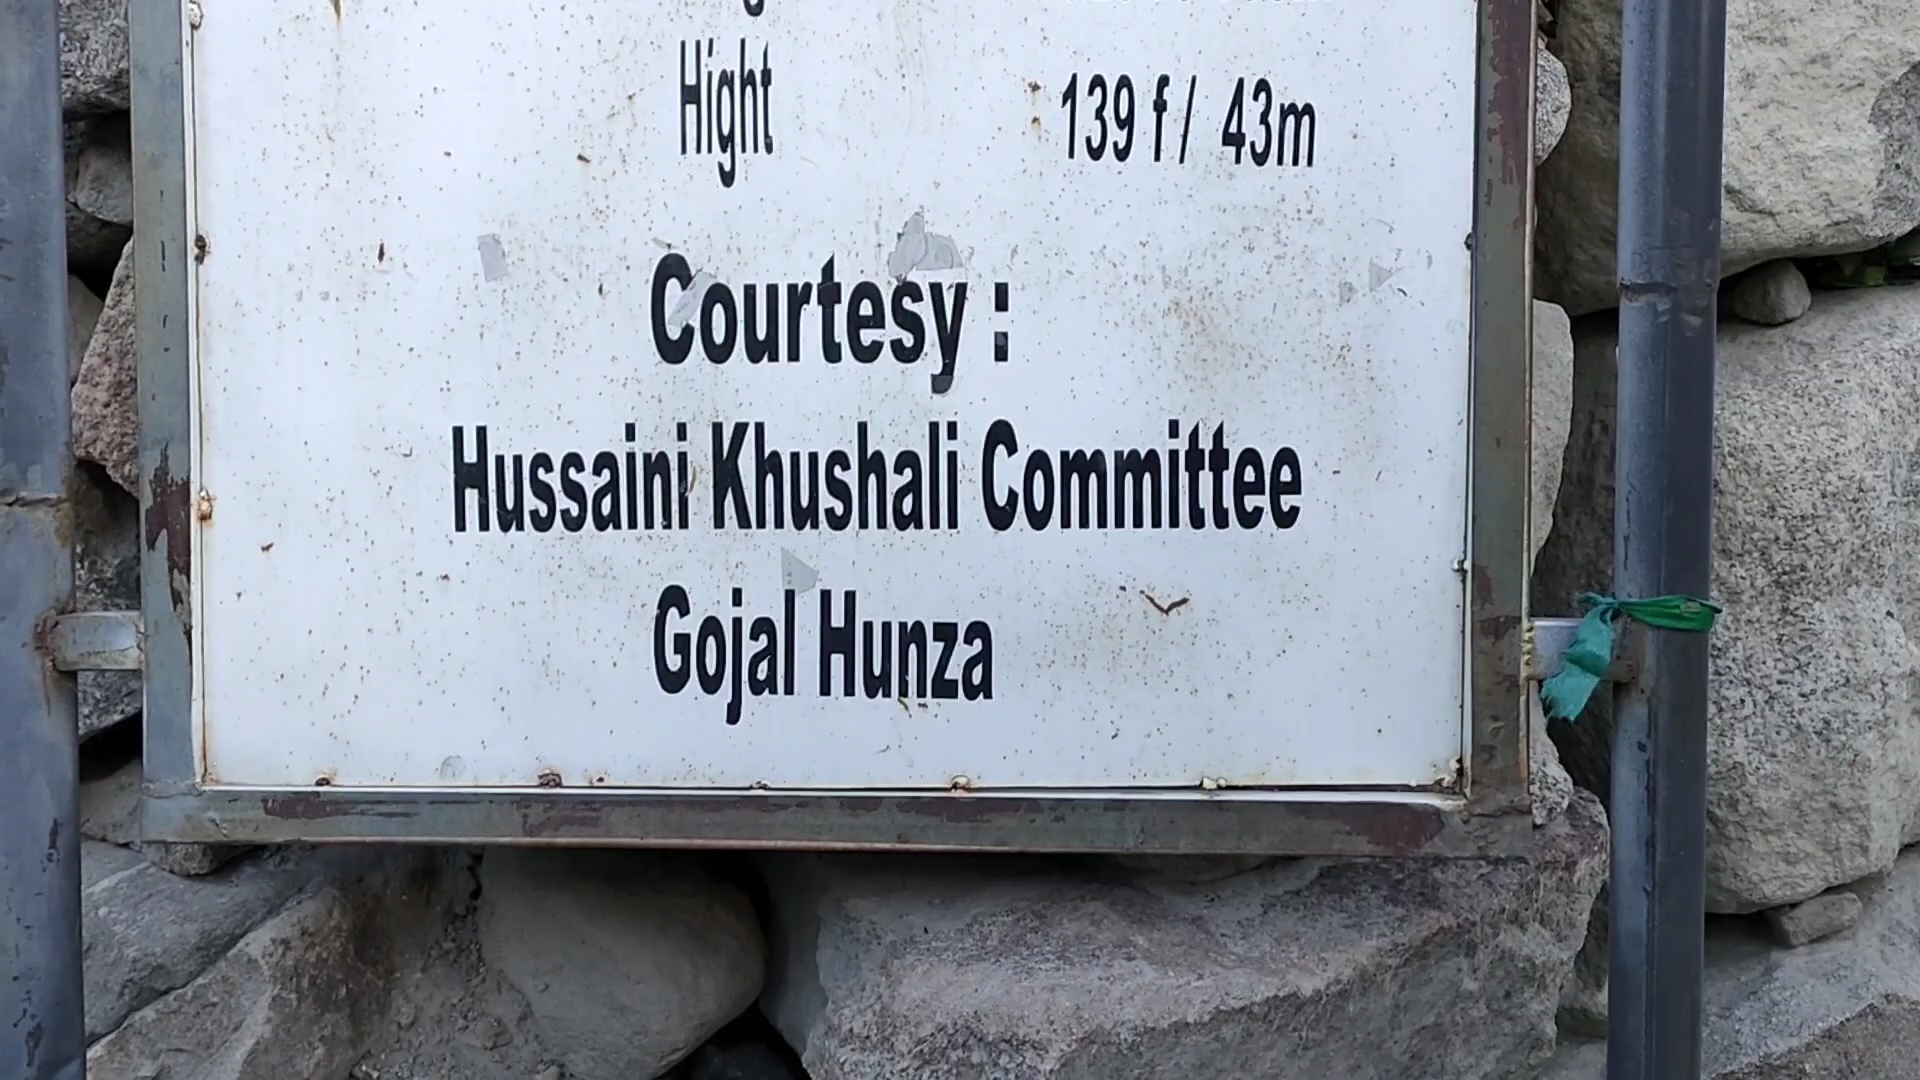 Hight 139 f / 43m
Courtesy :
Hussaini Khushali Committee
Gojal Hunza